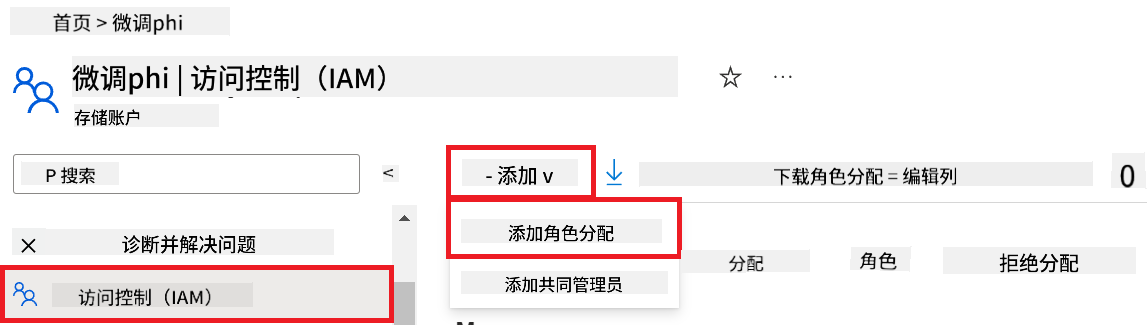 首页 > 微调phi
微调phi | 访问控制（IAM）
存储账户
P 搜索
<
- 添加 v
下载角色分配 = 编辑列
0
诊断并解决问题
添加角色分配
分配
角色
拒绝分配
访问控制（IAM）
添加共同管理员